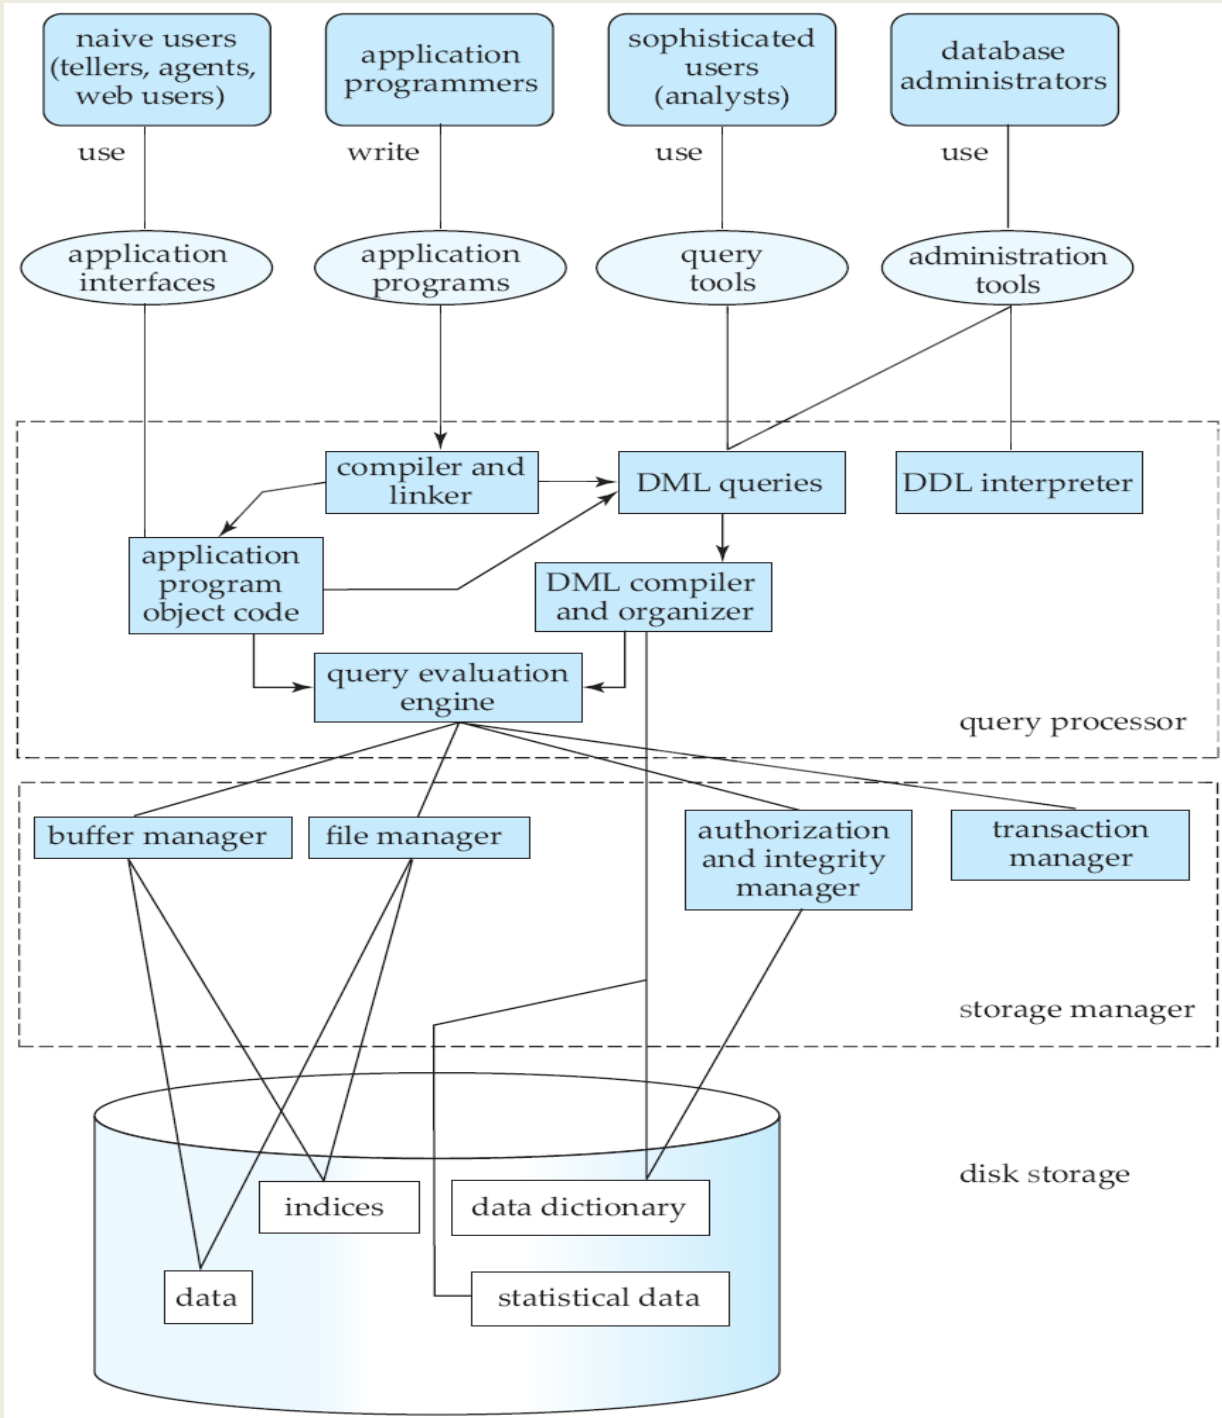 naive users
(tellers, agents,
web users)
application
programmers
sophisticated
users
(analysts)
database
administrators
use
write
use
use
application
interfaces
application
programs
query
tools
administration
tools
compiler and
linker
DML queries
DDL interpreter
application
program
object code
DML compiler
and organizer
query evaluation
engine
query processor
buffer manager
file manager
authorization
and integrity
manager
transaction
manager
storage manager
disk storage
indices
data dictionary
data
statistical data